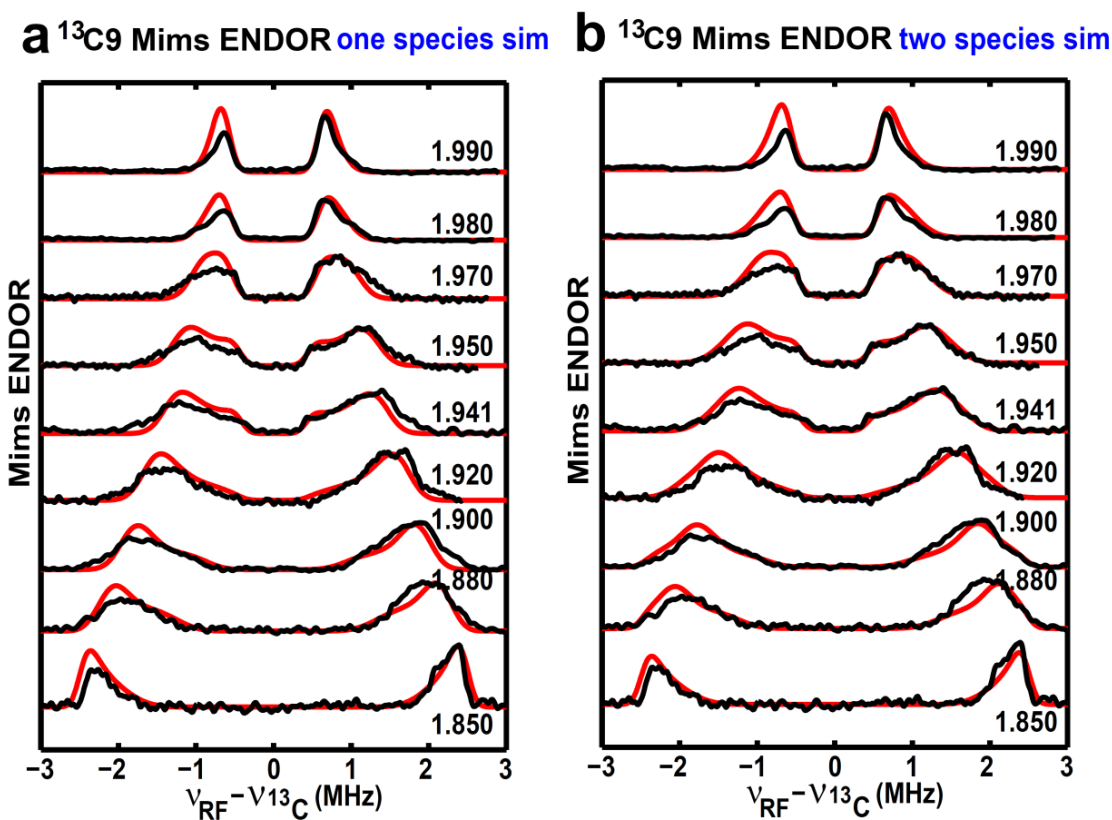 a ¹³C9 Mims ENDOR one species sim
1.990
1.980
1.970
1.950
1.941
1.920
1.900
1.880
1.850
Mims ENDOR
−3 −2 −1 0 1 2 3
νRF−ν¹³C (MHz)
b ¹³C9 Mims ENDOR two species sim
1.990
1.980
1.970
1.950
1.941
1.920
1.900
1.880
1.850
Mims ENDOR
−3 −2 −1 0 1 2 3
νRF−ν¹³C (MHz)